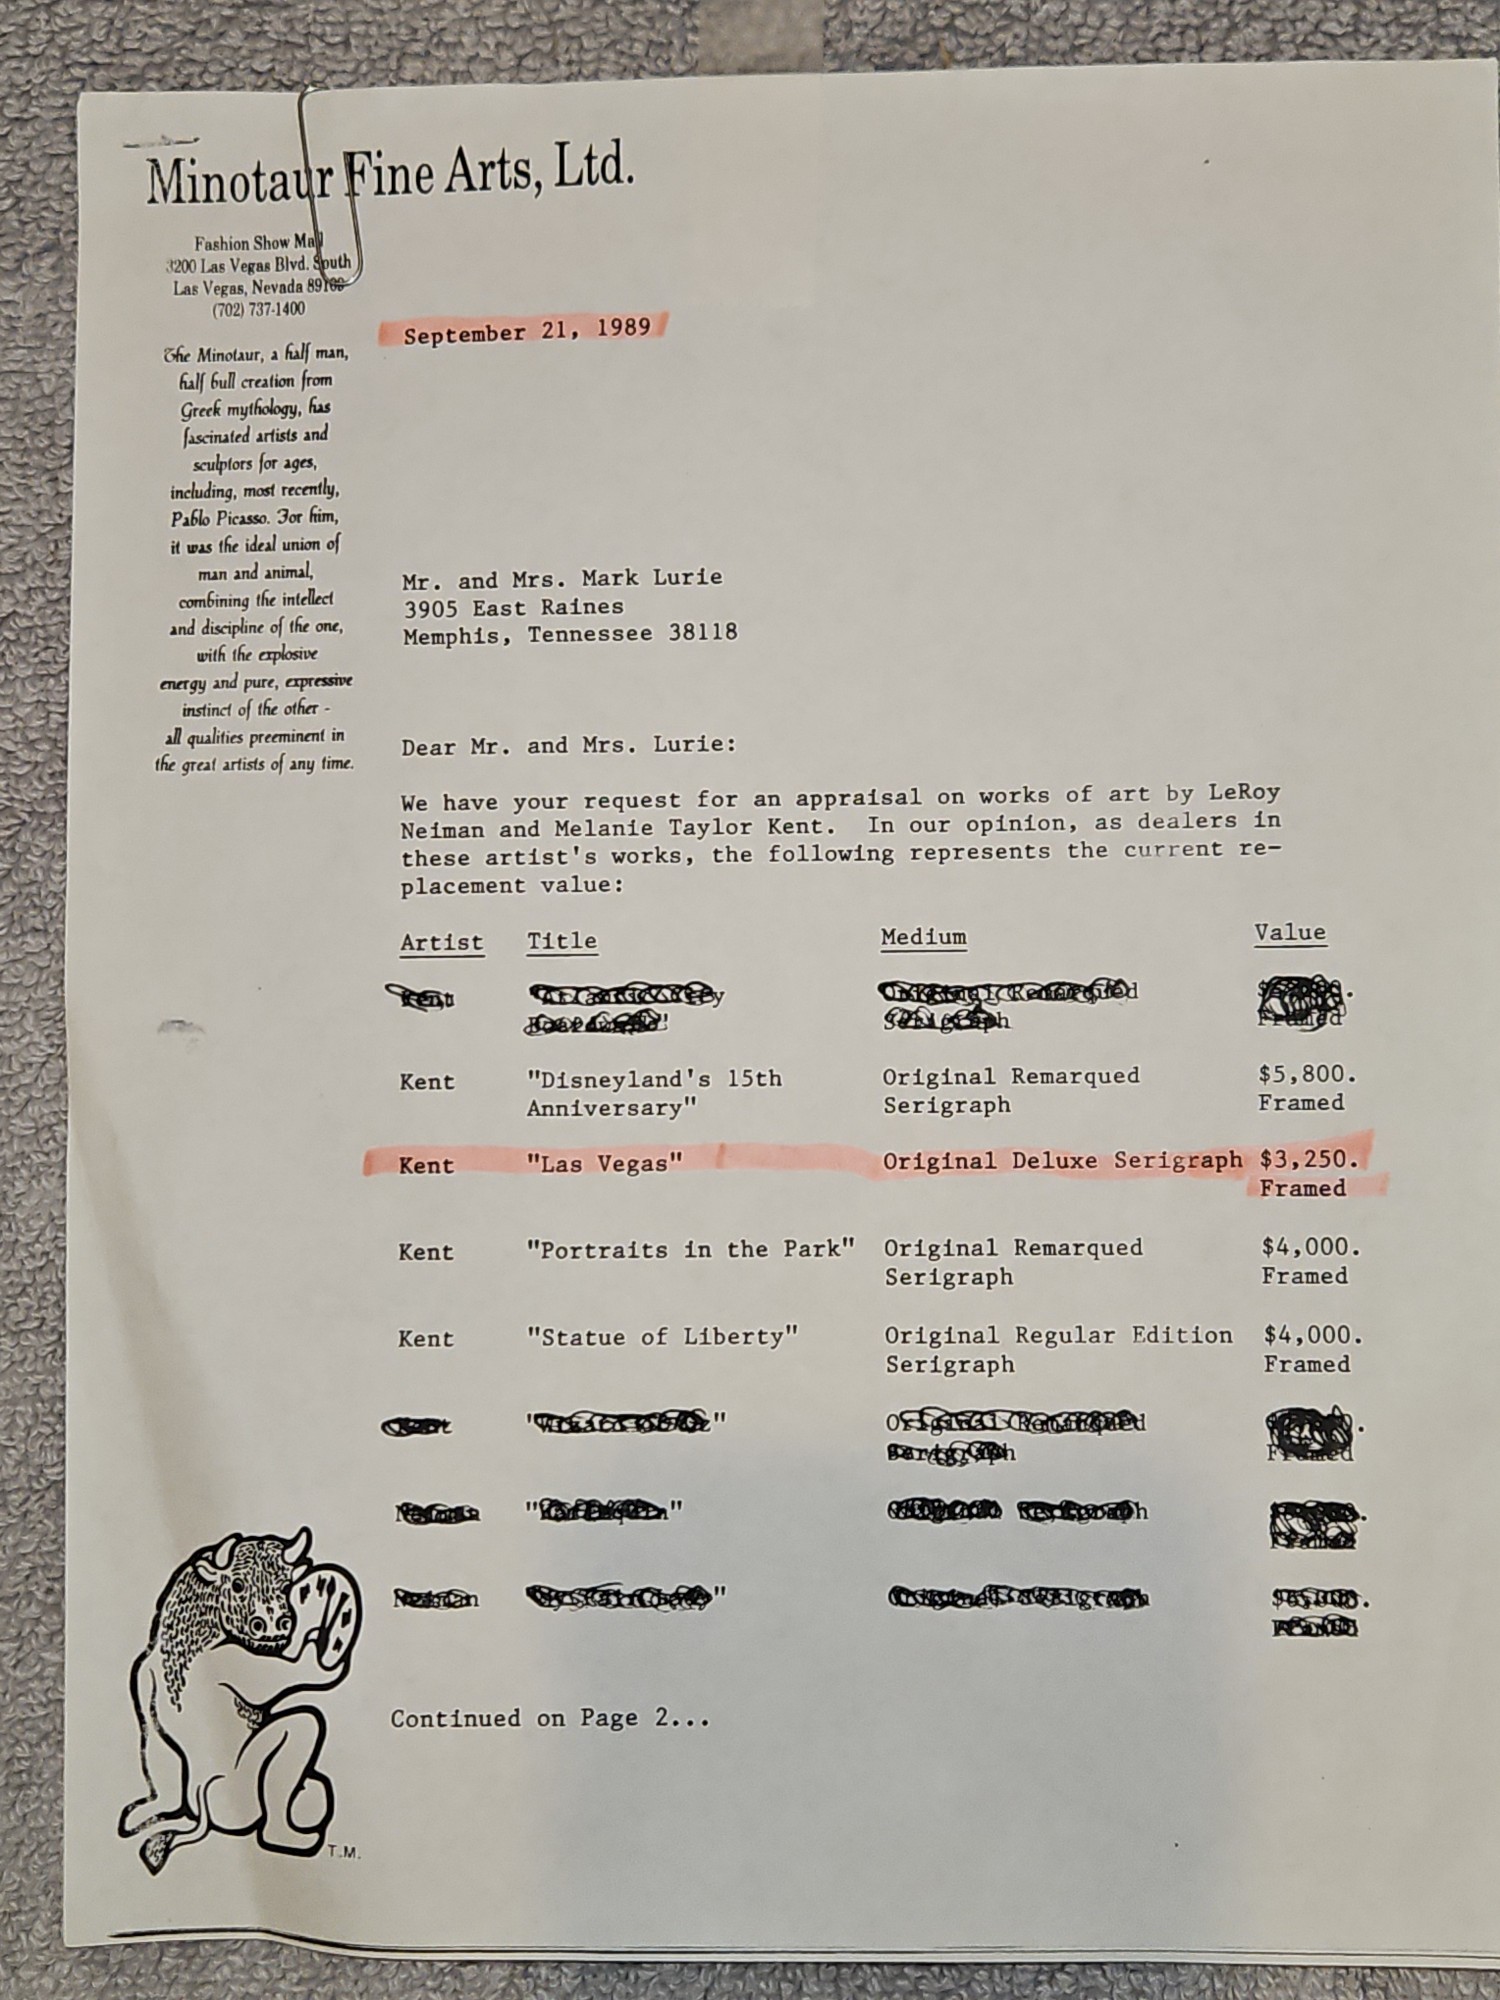 Minotaur Fine Arts, Ltd.
Fashion Show Mall
3200 Las Vegas Blvd. South
Las Vegas, Nevada 89109
(702) 737-1400
The Minotaur, a half man,
half bull creation from
Greek mythology, has
fascinated artists and
sculptors for ages,
including, most recently,
Pablo Picasso. For him,
it was the ideal union of
man and animal,
combining the intellect
and discipline of the one,
with the explosive
energy and pure, expressive
instinct of the other -
all qualities preeminent in
the great artists of any time.
September 21, 1989
Mr. and Mrs. Mark Lurie
3905 East Raines
Memphis, Tennessee 38118
Dear Mr. and Mrs. Lurie:
We have your request for an appraisal on works of art by LeRoy
Neiman and Melanie Taylor Kent. In our opinion, as dealers in
these artist's works, the following represents the current re-
placement value:
Artist Title Medium Value
Kent "Disneyland's 15th Original Remarqued $5,800.
Anniversary" Serigraph Framed
Kent "Las Vegas" Original Deluxe Serigraph $3,250.
Framed
Kent "Portraits in the Park" Original Remarqued $4,000.
Serigraph Framed
Kent "Statue of Liberty" Original Regular Edition $4,000.
Serigraph Framed
Continued on Page 2...
T.M.